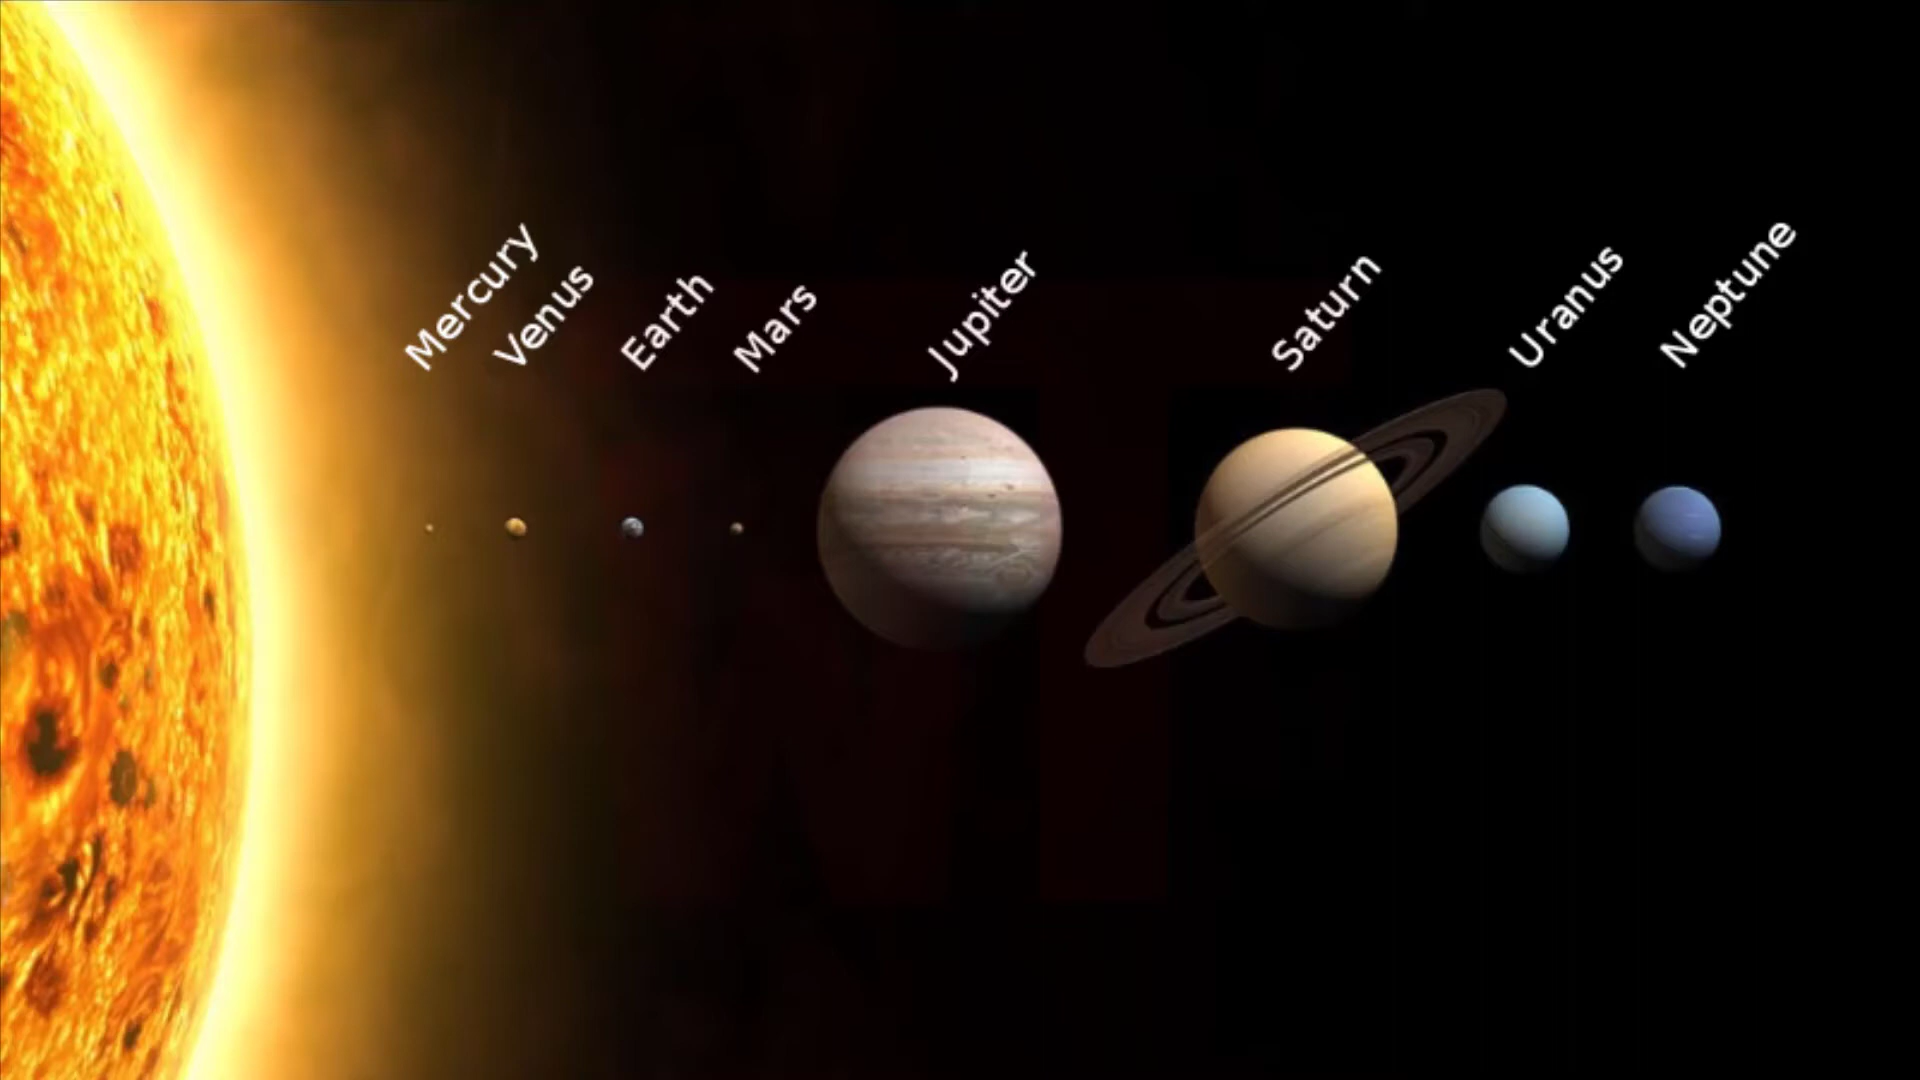 Mercury
Venus
Earth
Mars
Jupiter
Saturn
Uranus
Neptune